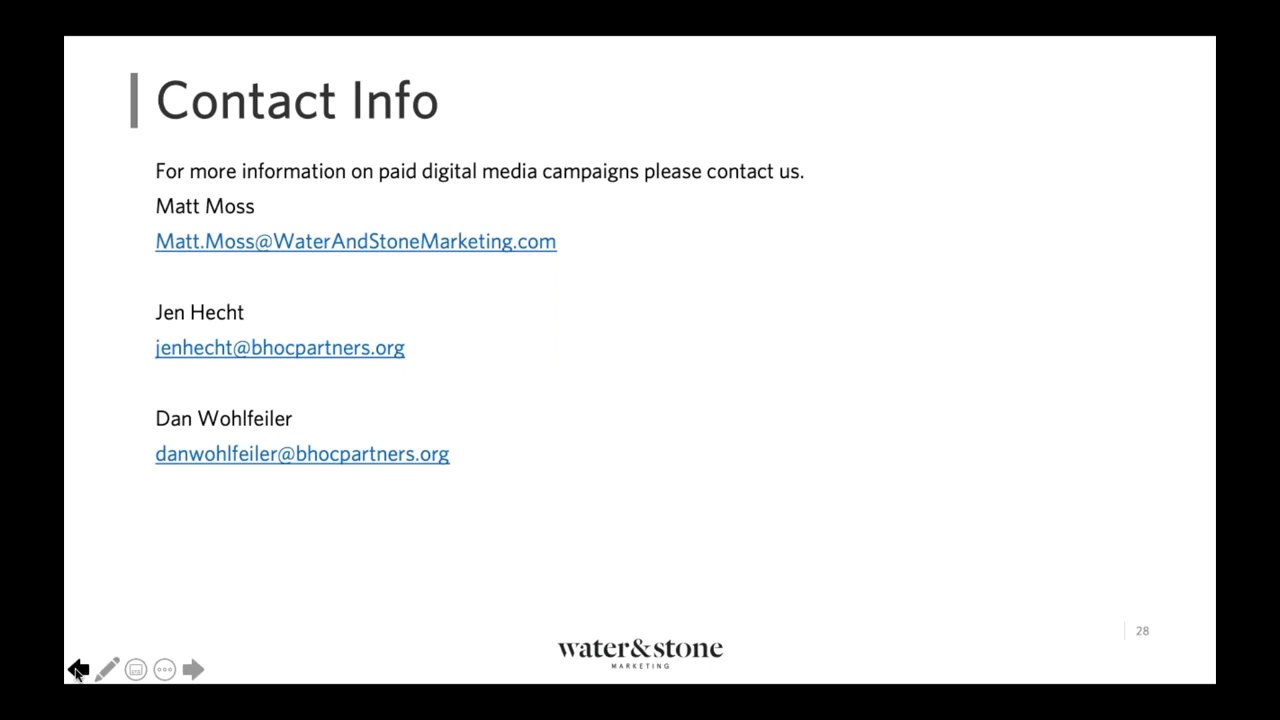 Contact Info
For more information on paid digital media campaigns please contact us.
Matt Moss
Matt.Moss@WaterAndStoneMarketing.com
Jen Hecht
jenhecht@bhocpartners.org
Dan Wohlfeiler
danwohlfeiler@bhocpartners.org
28
water&stone
MARKETING